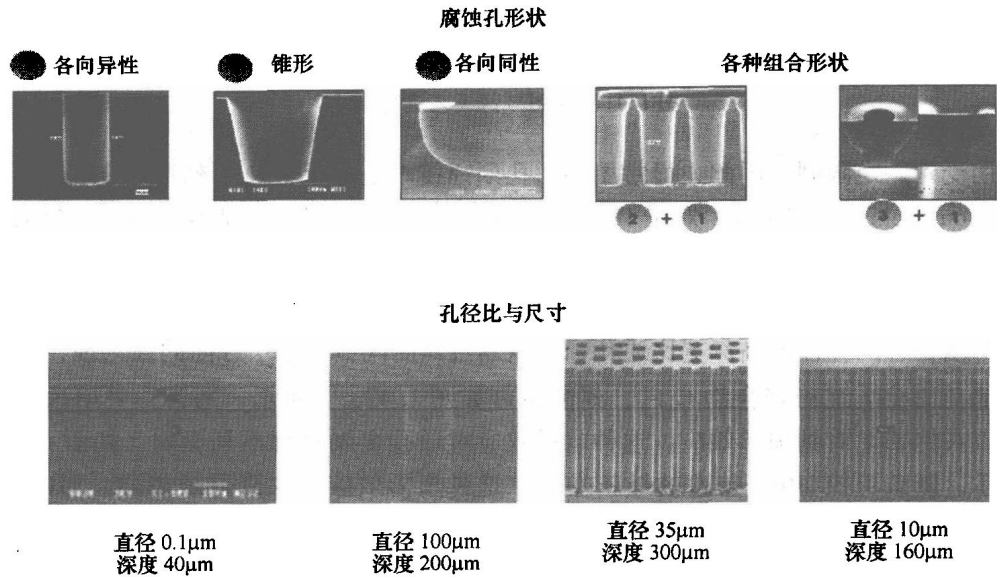 腐蚀孔形状
各向异性
锥形
各向同性
各种组合形状
2 + 1
3 + 1
孔径比与尺寸
直径 0.1μm
深度 40μm
直径 100μm
深度 200μm
直径 35μm
深度 300μm
直径 10μm
深度 160μm